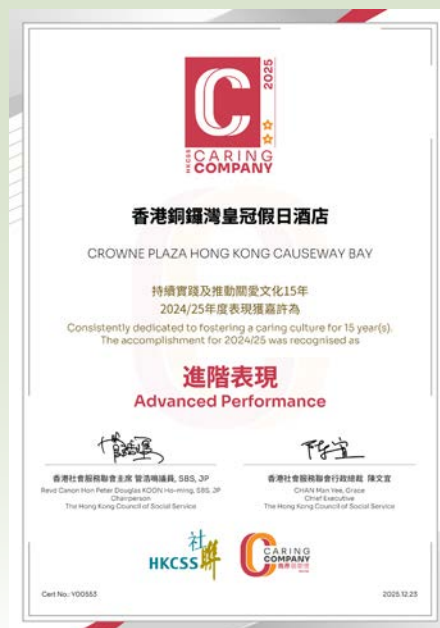 2025
HKCSS
CARING
COMPANY
香港銅鑼灣皇冠假日酒店
CROWNE PLAZA HONG KONG CAUSEWAY BAY
持續實踐及推動關愛文化15年
2024/25年度表現獲嘉許為
Consistently dedicated to fostering a caring culture for 15 year(s).
The accomplishment for 2024/25 was recognised as
進階表現
Advanced Performance
香港社會服務聯會主席 管浩鳴議員, SBS, JP
Revd Canon Hon Peter Douglas KOON Ho-ming, SBS, JP
Chairperson
The Hong Kong Council of Social Service
香港社會服務聯會行政總裁 陳文宜
CHAN Man Yee, Grace
Chief Executive
The Hong Kong Council of Social Service
HKCSS 社聯
CARING
COMPANY
Cert No.: Y00553
2025.12.23